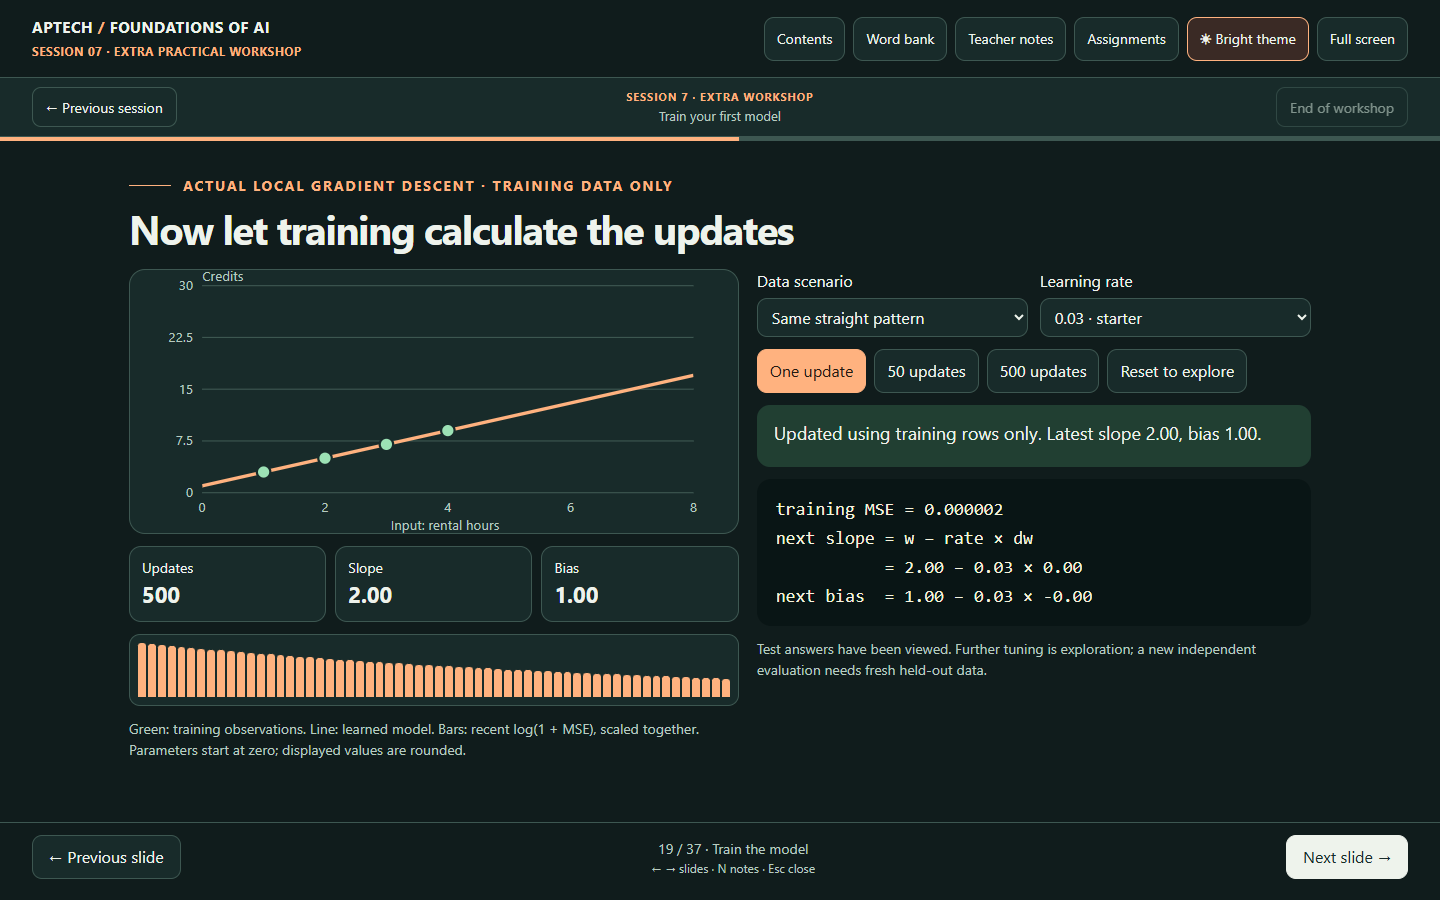 APTECH / FOUNDATIONS OF AI
SESSION 07 · EXTRA PRACTICAL WORKSHOP
Contents
Word bank
Teacher notes
Assignments
☀ Bright theme
Full screen
← Previous session
SESSION 7 · EXTRA WORKSHOP
Train your first model
End of workshop
ACTUAL LOCAL GRADIENT DESCENT · TRAINING DATA ONLY
Now let training calculate the updates
Credits
30
22.5
15
7.5
0
0 2 4 6 8
Input: rental hours
Updates
500
Slope
2.00
Bias
1.00
Green: training observations. Line: learned model. Bars: recent log(1 + MSE), scaled together.
Parameters start at zero; displayed values are rounded.
Data scenario
Same straight pattern
Learning rate
0.03 · starter
One update
50 updates
500 updates
Reset to explore
Updated using training rows only. Latest slope 2.00, bias 1.00.
training MSE = 0.000002
next slope = w − rate × dw
= 2.00 − 0.03 × 0.00
next bias = 1.00 − 0.03 × -0.00
Test answers have been viewed. Further tuning is exploration; a new independent
evaluation needs fresh held-out data.
← Previous slide
19 / 37 · Train the model
← → slides · N notes · Esc close
Next slide →